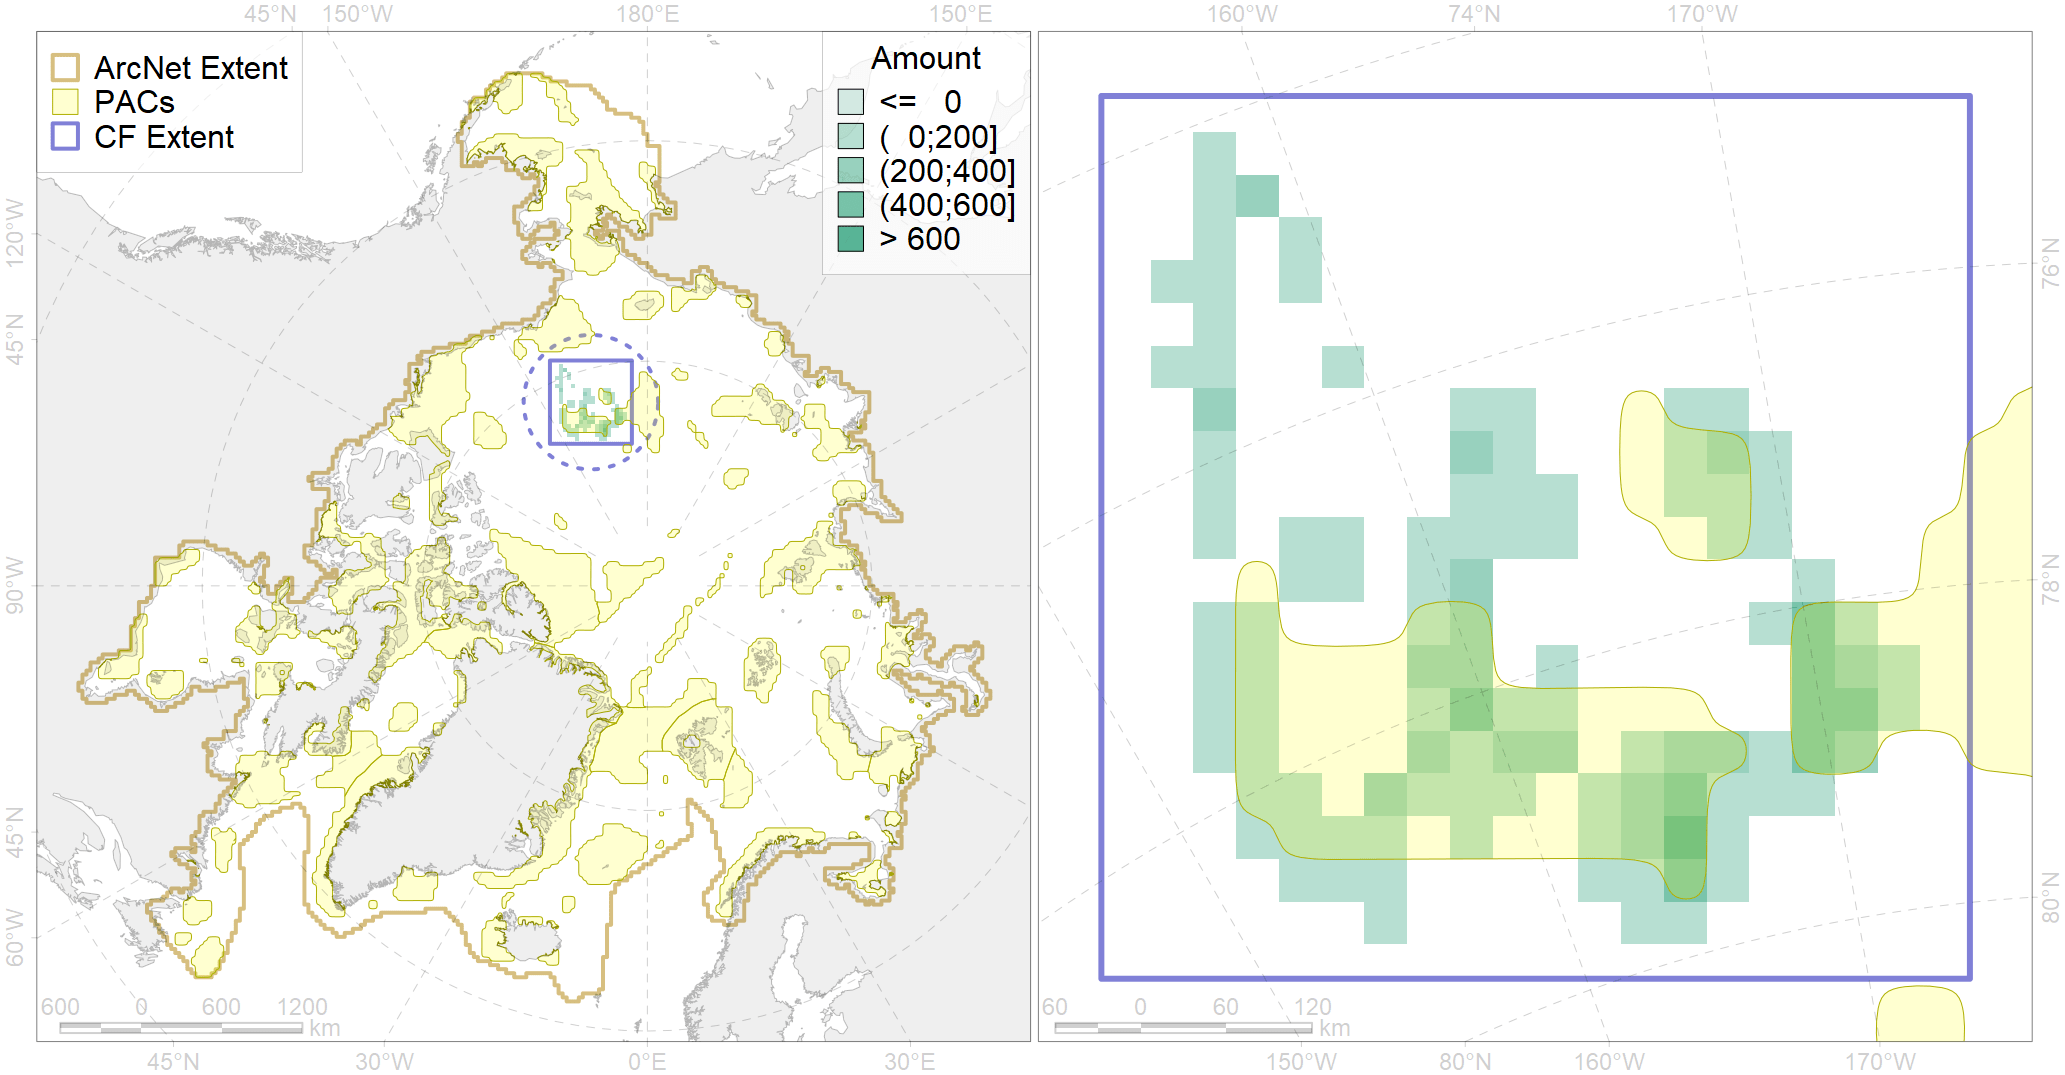 45°N 150°W 180°E 150°E 160°W 74°N 170°W
ArcNet Extent
PACs
CF Extent
Amount
<= 0
( 0;200]
(200;400]
(400;600]
> 600
120°W
45°N
90°W
45°N
60°W
76°N
78°N
80°N
600 0 600 1200
km
60 0 60 120
km
45°N 30°W 0°E 30°E 150°W 80°N 160°W 170°W